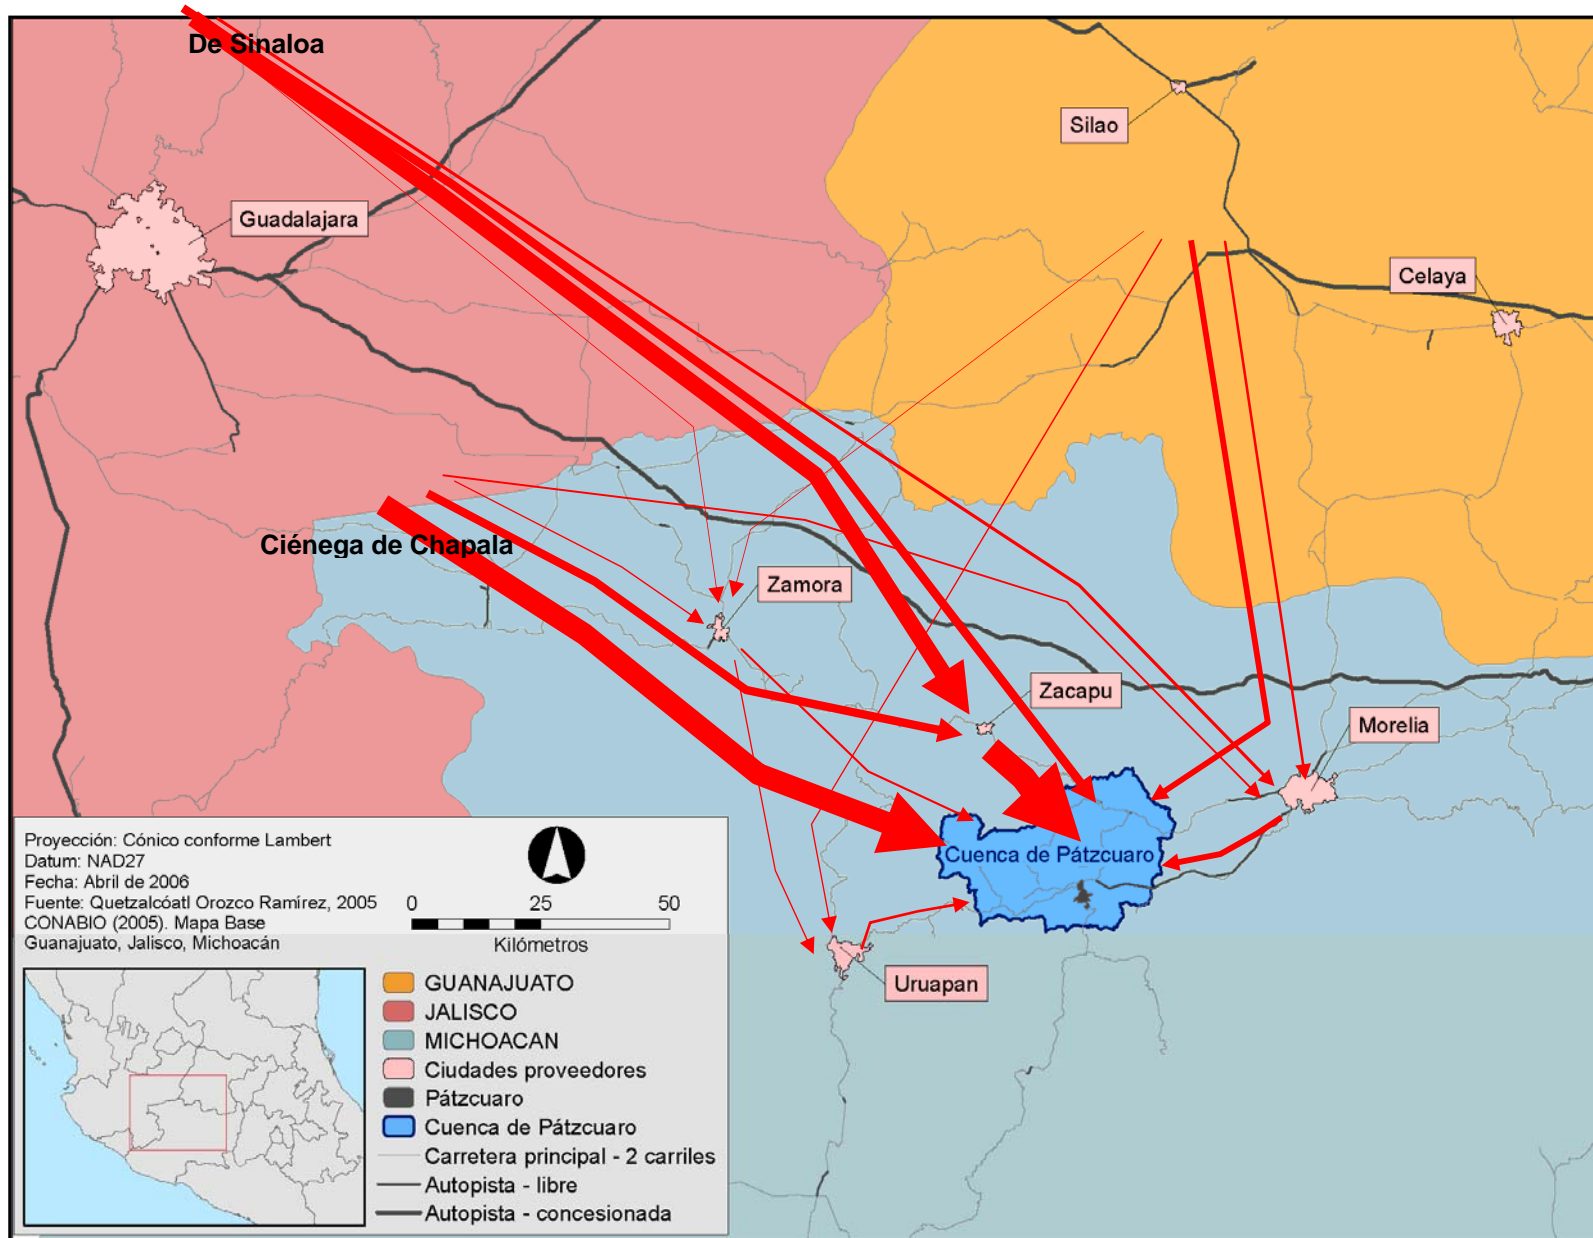 De Sinaloa
Silao
Guadalajara
Celaya
Ciénega de Chapala
Zamora
Zacapu
Morelia
Cuenca de Pátzcuaro
Uruapan
Proyección: Cónico conforme Lambert
Datum: NAD27
Fecha: Abril de 2006
Fuente: Quetzalcóatl Orozco Ramírez, 2005
CONABIO (2005). Mapa Base
Guanajuato, Jalisco, Michoacán
0 25 50
Kilómetros
GUANAJUATO
JALISCO
MICHOACAN
Ciudades proveedores
Pátzcuaro
Cuenca de Pátzcuaro
Carretera principal - 2 carriles
Autopista - libre
Autopista - concesionada